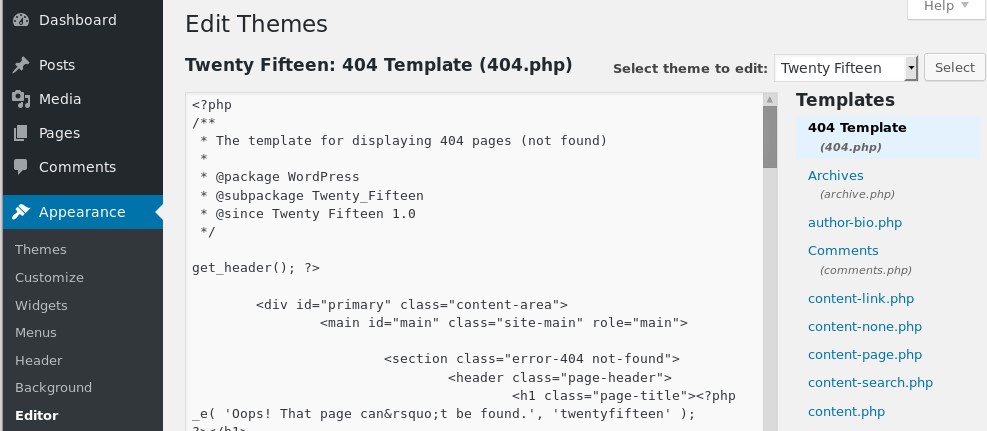 Help
Dashboard
Posts
Media
Pages
Comments
Appearance
Themes
Customize
Widgets
Menus
Header
Background
Editor
Edit Themes
Twenty Fifteen: 404 Template (404.php)
Select theme to edit: Twenty Fifteen Select
<?php
/**
 * The template for displaying 404 pages (not found)
 *
 * @package WordPress
 * @subpackage Twenty_Fifteen
 * @since Twenty Fifteen 1.0
 */
get_header(); ?>
<div id="primary" class="content-area">
<main id="main" class="site-main" role="main">
<section class="error-404 not-found">
<header class="page-header">
<h1 class="page-title"><?php
_e( 'Oops! That page can&rsquo;t be found.', 'twentyfifteen' );
?></h1>
Templates
404 Template
(404.php)
Archives
(archive.php)
author-bio.php
Comments
(comments.php)
content-link.php
content-none.php
content-page.php
content-search.php
content.php